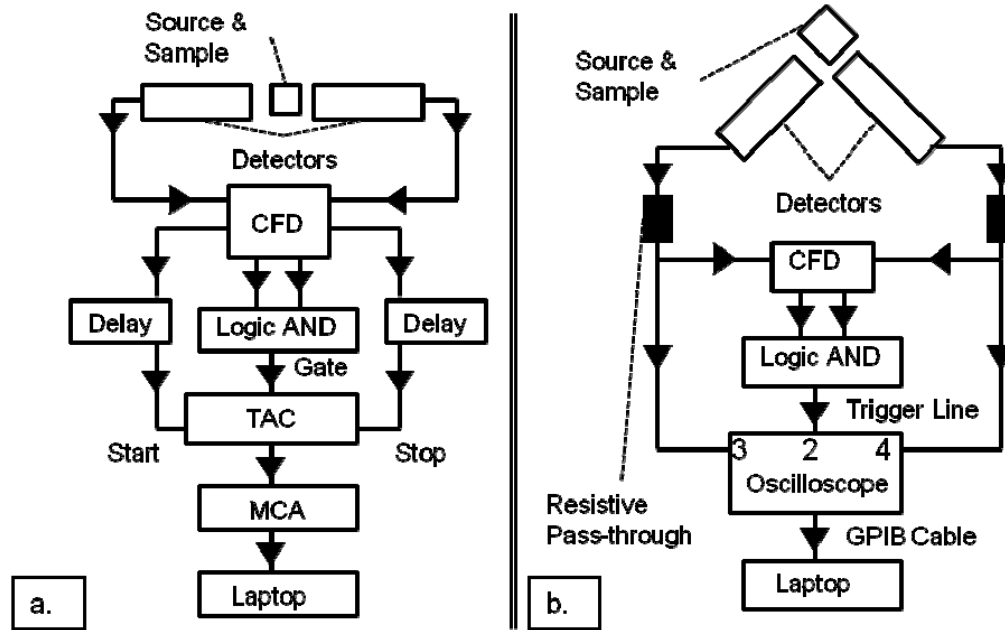 Source &
Sample
Detectors
CFD
Delay
Logic AND
Delay
Gate
TAC
Start
Stop
MCA
Laptop
a.
Source &
Sample
Detectors
CFD
Logic AND
Trigger Line
3 2 4
Oscilloscope
Resistive
Pass-through
GPIB Cable
Laptop
b.